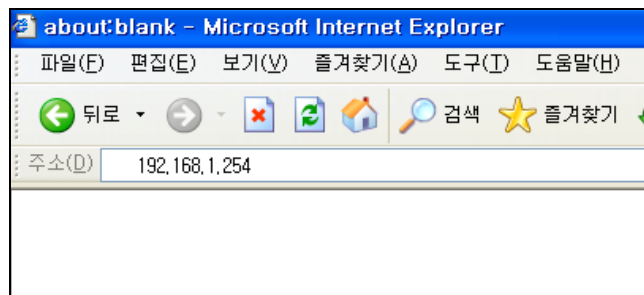 about:blank - Microsoft Internet Explorer
파일(F) 편집(E) 보기(V) 즐겨찾기(A) 도구(T) 도움말(H)
뒤로 검색 즐겨찾기
주소(D) 192.168.1.254